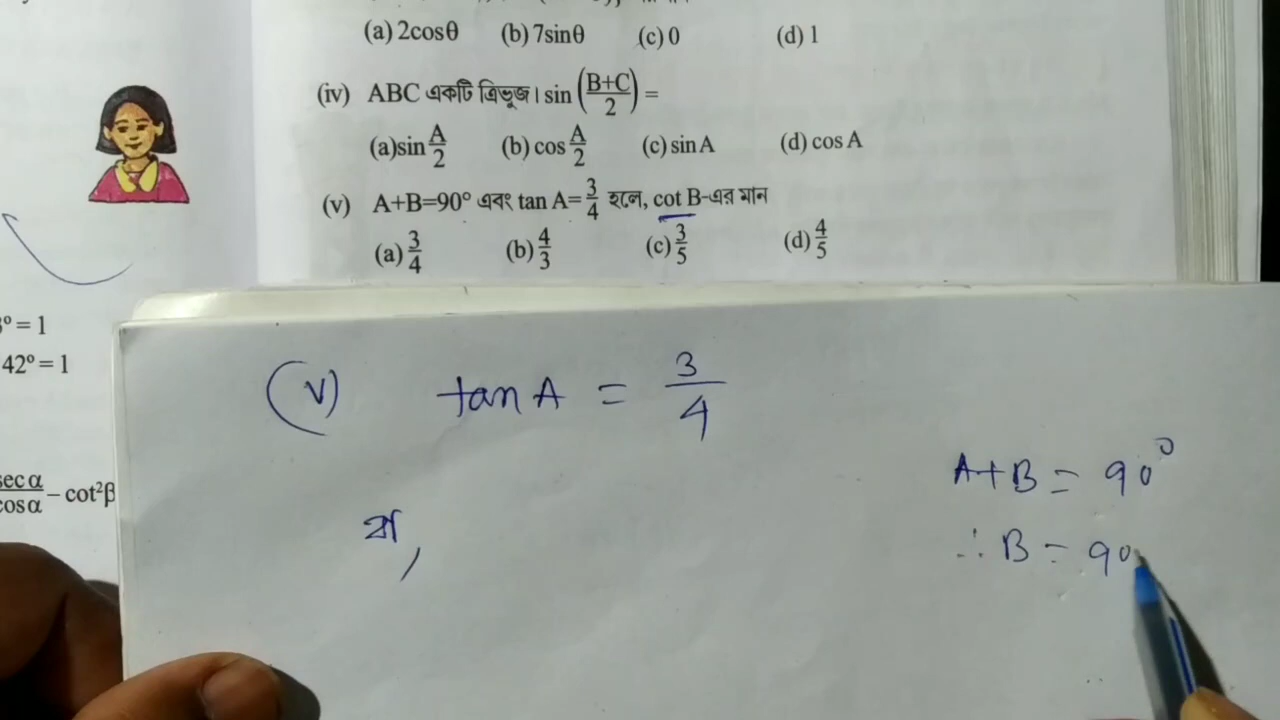 (a) 2cosθ (b) 7sinθ (c) 0 (d) 1
(iv) ABC একটি ত্রিভুজ। sin (B+C/2) =
(a) sin A/2 (b) cos A/2 (c) sin A (d) cos A
(v) A+B=90° এবং tan A= 3/4 হলে, cot B-এর মান
(a) 3/4 (b) 4/3 (c) 3/5 (d) 4/5
° = 1
42° = 1
sec α/cos α – cot²β
(v) tan A = 3/4
A+B = 90°
বা,
∴ B = 90